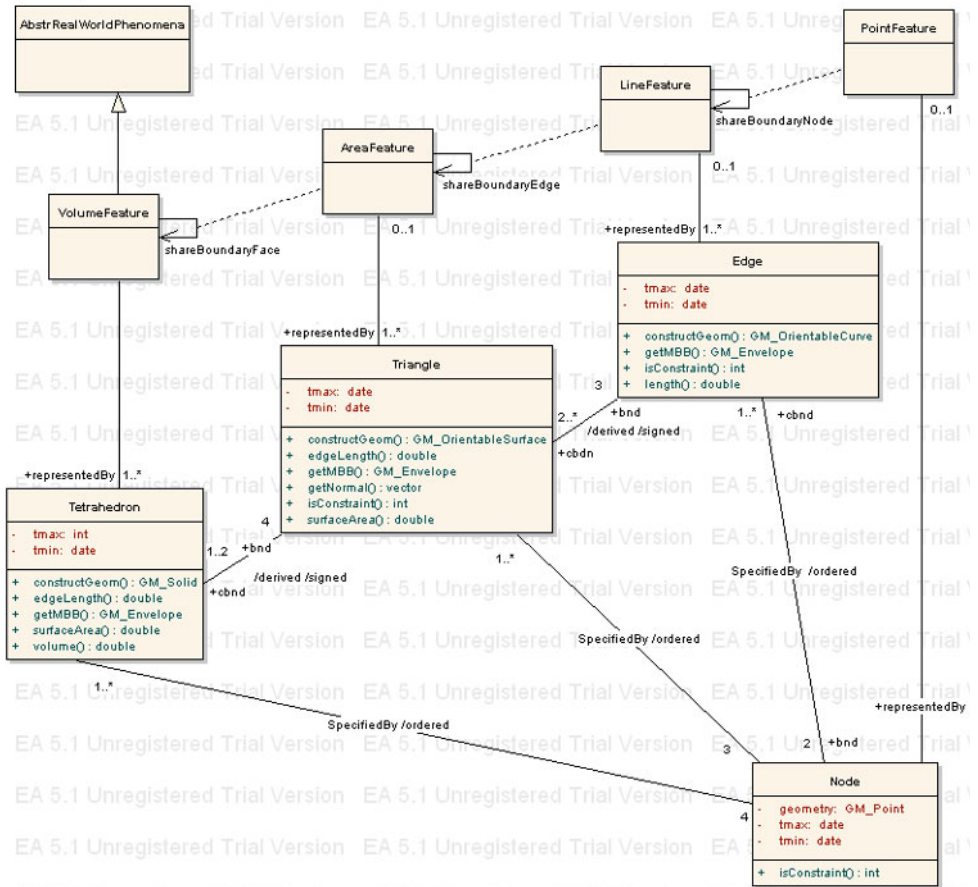 AbstrRealWorldPhenomena
PointFeature
LineFeature
0..1
shareBoundaryNode
AreaFeature
0..1
shareBoundaryEdge
VolumeFeature
0..1
shareBoundaryFace
+representedBy 1..*
Edge
- tmax: date
- tmin: date
+ constructGeom() : GM_OrientableCurve
+ getMBB() : GM_Envelope
+ isConstraint() : int
+ length() : double
+representedBy 1..*
Triangle
- tmax: date
- tmin: date
+ constructGeom() : GM_OrientableSurface
+ edgeLength() : double
+ getMBB() : GM_Envelope
+ getNormal() : vector
+ isConstraint() : int
+ surfaceArea() : double
3
+bnd
2..*
/derived /signed
+cbdn
1..*
+cbnd
+representedBy 1..*
Tetrahedron
- tmax: int
- tmin: date
+ constructGeom() : GM_Solid
+ edgeLength() : double
+ getMBB() : GM_Envelope
+ surfaceArea() : double
+ volume() : double
4
1..2
+bnd
/derived /signed
+cbnd
1..*
SpecifiedBy /ordered
SpecifiedBy /ordered
1..*
SpecifiedBy /ordered
+representedBy
3
2
+bnd
4
Node
- geometry: GM_Point
- tmax: date
- tmin: date
+ isConstraint() : int
EA 5.1 Unregistered Trial Version